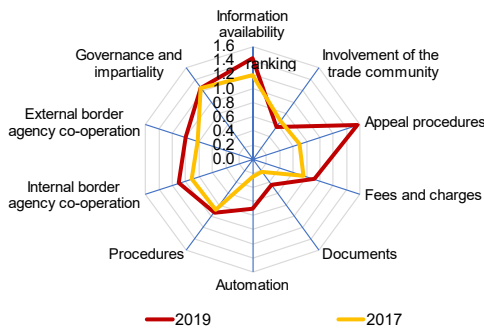 Information
availability
Involvement of the
trade community
Appeal procedures
Fees and charges
Documents
Automation
Procedures
Internal border
agency co-operation
External border
agency co-operation
Governance and
impartiality
1.6
1.4
1.2
1.0
0.8
0.6
0.4
0.2
0.0
ranking
2019
2017